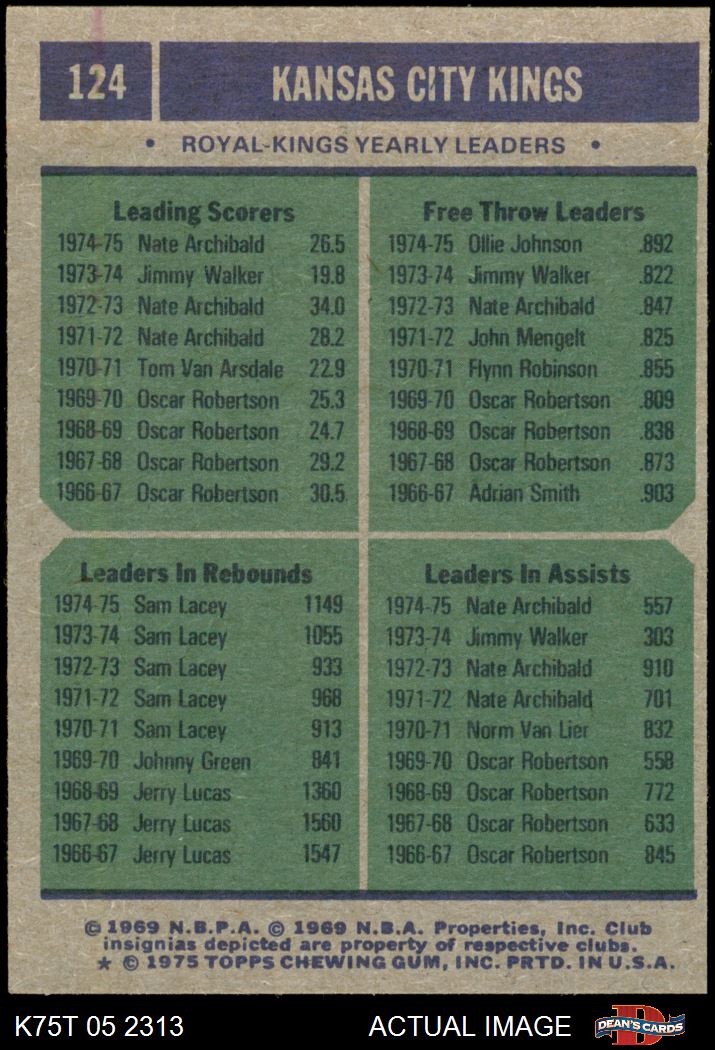 124 KANSAS CITY KINGS
• ROYAL-KINGS YEARLY LEADERS •
Leading Scorers
1974-75 Nate Archibald 26.5
1973-74 Jimmy Walker 19.8
1972-73 Nate Archibald 34.0
1971-72 Nate Archibald 28.2
1970-71 Tom Van Arsdale 22.9
1969-70 Oscar Robertson 25.3
1968-69 Oscar Robertson 24.7
1967-68 Oscar Robertson 29.2
1966-67 Oscar Robertson 30.5
Free Throw Leaders
1974-75 Ollie Johnson .892
1973-74 Jimmy Walker .822
1972-73 Nate Archibald .847
1971-72 John Mengelt .825
1970-71 Flynn Robinson .855
1969-70 Oscar Robertson .809
1968-69 Oscar Robertson .838
1967-68 Oscar Robertson .873
1966-67 Adrian Smith .903
Leaders In Rebounds
1974-75 Sam Lacey 1149
1973-74 Sam Lacey 1055
1972-73 Sam Lacey 933
1971-72 Sam Lacey 968
1970-71 Sam Lacey 913
1969-70 Johnny Green 841
1968-69 Jerry Lucas 1360
1967-68 Jerry Lucas 1560
1966-67 Jerry Lucas 1547
Leaders In Assists
1974-75 Nate Archibald 557
1973-74 Jimmy Walker 303
1972-73 Nate Archibald 910
1971-72 Nate Archibald 701
1970-71 Norm Van Lier 832
1969-70 Oscar Robertson 558
1968-69 Oscar Robertson 772
1967-68 Oscar Robertson 633
1966-67 Oscar Robertson 845
© 1969 N.B.P.A. © 1969 N.B.A. Properties, Inc. Club
insignias depicted are property of respective clubs.
★ © 1975 TOPPS CHEWING GUM, INC. PRTD. IN U.S.A.
K75T 05 2313 ACTUAL IMAGE D DEAN'S CARDS